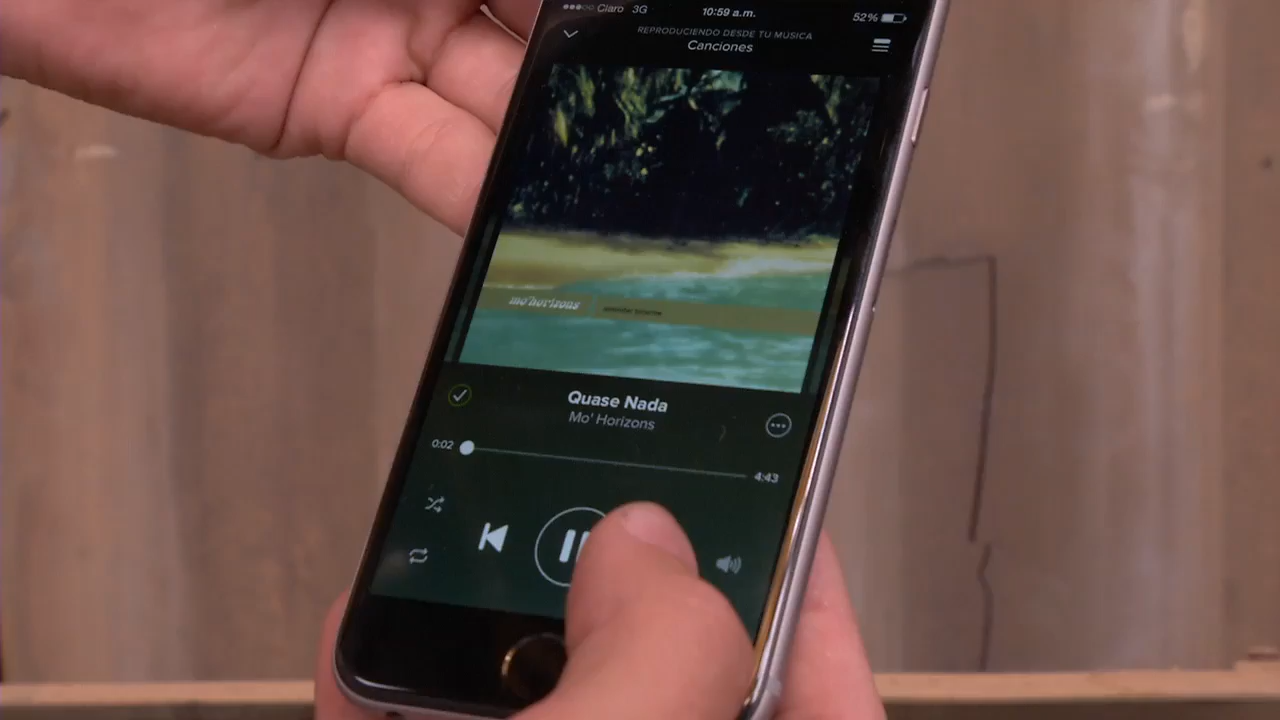 Claro 3G 10:59 a.m. 52%
REPRODUCIENDO DESDE TU MÚSICA
Canciones
mo'horizons
Quase Nada
Mo' Horizons
0:02 4:43